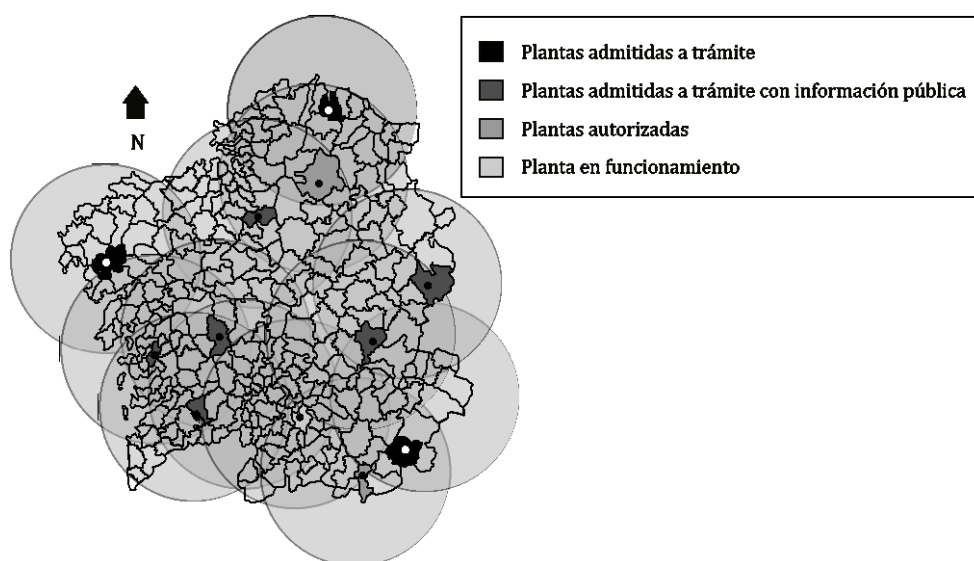 N
Plantas admitidas a trámite
Plantas admitidas a trámite con información pública
Plantas autorizadas
Planta en funcionamiento